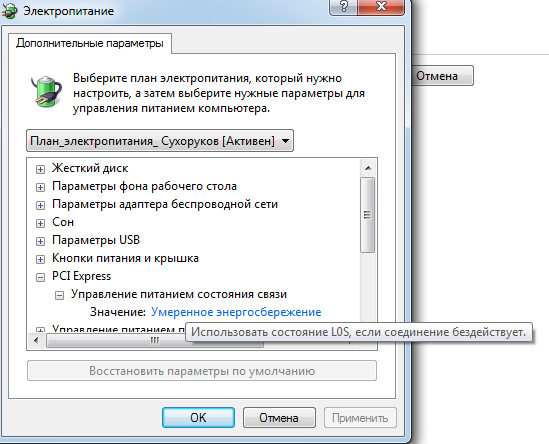 Электропитание
Дополнительные параметры
Выберите план электропитания, который нужно
настроить, а затем выберите нужные параметры для
управления питанием компьютера.
Отмена
План_электропитания_ Сухоруков [Активен]
Жесткий диск
Параметры фона рабочего стола
Параметры адаптера беспроводной сети
Сон
Параметры USB
Кнопки питания и крышка
PCI Express
Управление питанием состояния связи
Значение: Умеренное энергосбережение
Использовать состояние L0S, если соединение бездействует.
Управление питанием
Восстановить параметры по умолчанию
OK
Отмена
Применить